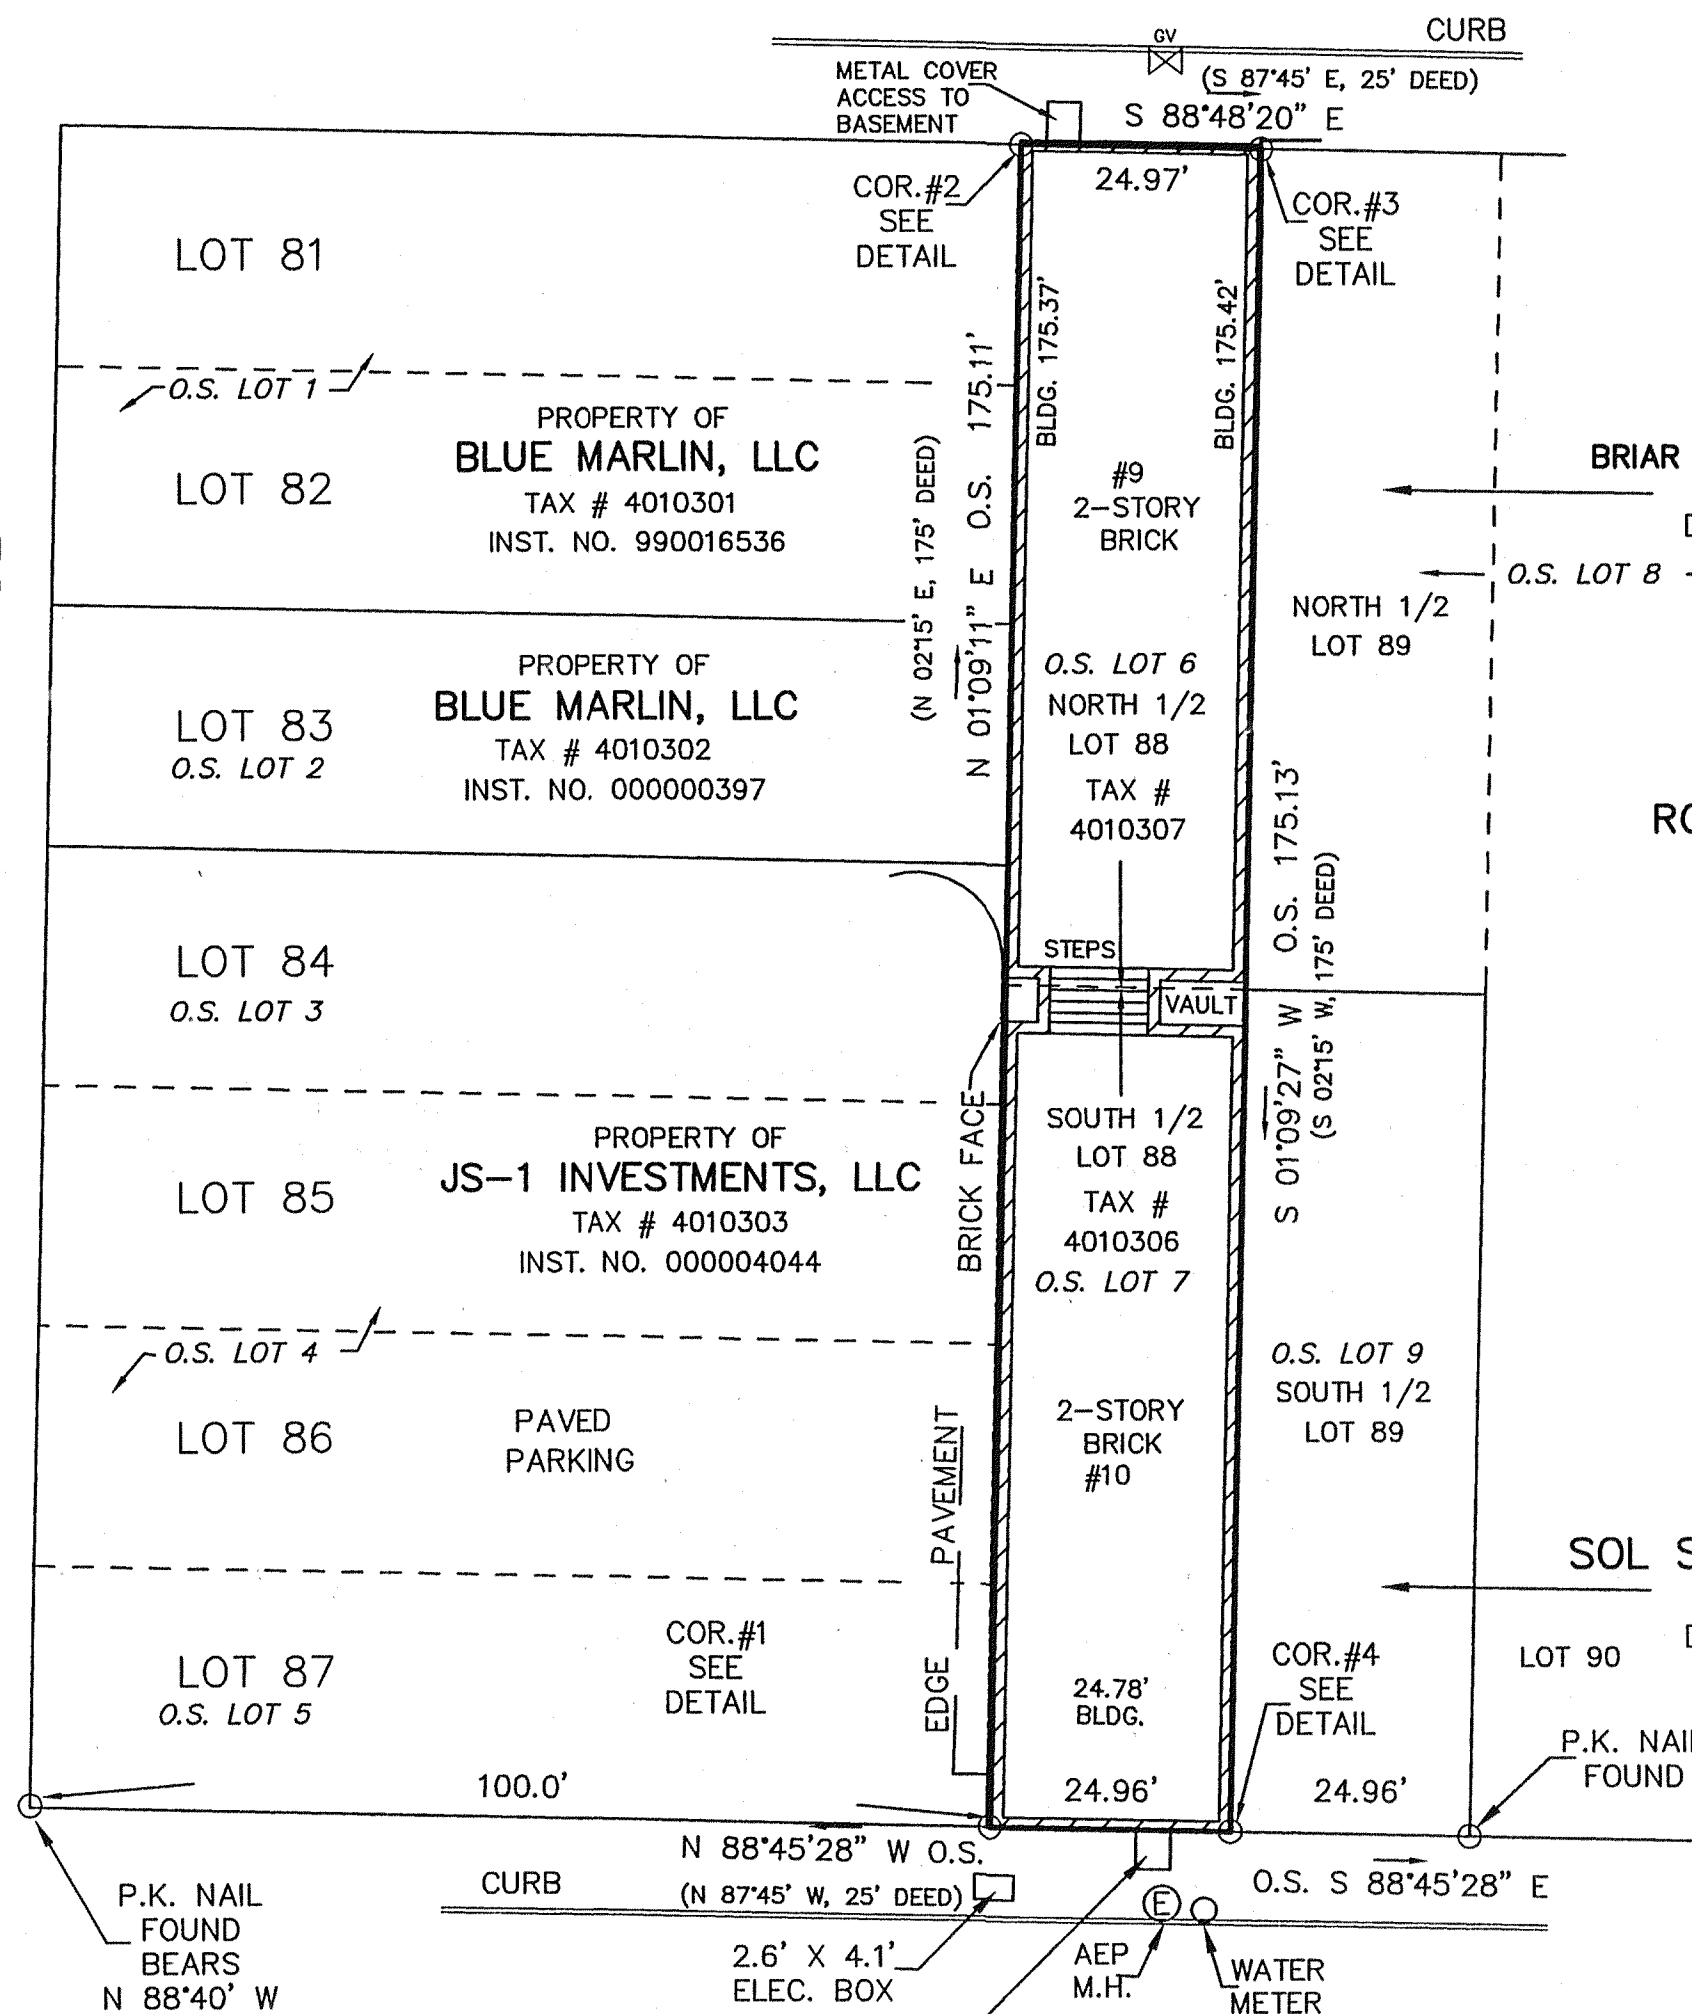 CURB
GV
(S 87°45' E, 25' DEED)
S 88°48'20" E
METAL COVER
ACCESS TO
BASEMENT
24.97'
COR.#2
SEE
DETAIL
COR.#3
SEE
DETAIL
LOT 81
O.S. LOT 1
LOT 82
PROPERTY OF
BLUE MARLIN, LLC
TAX # 4010301
INST. NO. 990016536
(N 02°15' E, 175' DEED)
N 01°09'11" E O.S. 175.11'
BLDG. 175.37'
BLDG. 175.42'
#9
2-STORY
BRICK
BRIAR
O.S. LOT 8
NORTH 1/2
LOT 89
O.S. LOT 6
NORTH 1/2
LOT 88
TAX #
4010307
LOT 83
O.S. LOT 2
PROPERTY OF
BLUE MARLIN, LLC
TAX # 4010302
INST. NO. 000000397
S 01°09'27" W O.S. 175.13'
(S 02°15' W, 175' DEED)
LOT 84
O.S. LOT 3
STEPS
VAULT
BRICK FACE
SOUTH 1/2
LOT 88
TAX #
4010306
O.S. LOT 7
PROPERTY OF
JS-1 INVESTMENTS, LLC
TAX # 4010303
INST. NO. 000004044
LOT 85
O.S. LOT 4
LOT 86
PAVED
PARKING
O.S. LOT 9
SOUTH 1/2
LOT 89
2-STORY
BRICK
#10
EDGE PAVEMENT
SOL
LOT 87
O.S. LOT 5
COR.#1
SEE
DETAIL
24.78'
BLDG.
COR.#4
SEE
DETAIL
LOT 90
P.K. NAIL
FOUND
100.0'
24.96'
24.96'
N 88°45'28" W O.S.
(N 87°45' W, 25' DEED)
O.S. S 88°45'28" E
CURB
P.K. NAIL
FOUND
BEARS
N 88°40' W
2.6' X 4.1'
ELEC. BOX
E
AEP
M.H.
WATER
METER